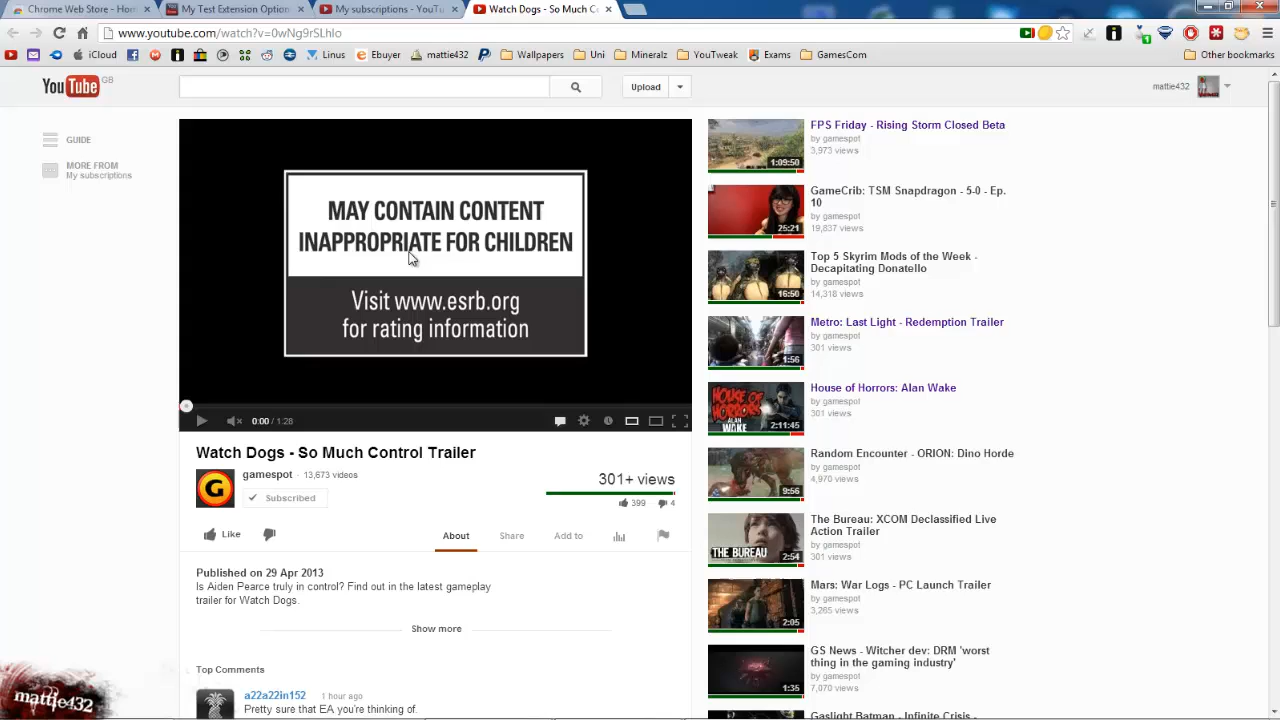 Chrome Web Store - H
My Test Extension Option
My subscriptions - YouTu
Watch Dogs - So Much C
www.youtube.com/watch?v=0wNg9rSLhlo
iCloud
Linus
Ebuyer
mattie432
Wallpapers
Uni
Mineralz
YouTweak
Exams
GamesCom
Other bookmarks
YouTube GB
Upload
mattie432
GUIDE
MORE FROM
My subscriptions
MAY CONTAIN CONTENT
INAPPROPRIATE FOR CHILDREN
Visit www.esrb.org
for rating information
0:00 / 1:28
Watch Dogs - So Much Control Trailer
gamespot · 13,673 videos
Subscribed
301+ views
399 4
Like
About Share Add to
Published on 29 Apr 2013
Is Aiden Pearce truly in control? Find out in the latest gameplay
trailer for Watch Dogs.
Show more
Top Comments
a22a22in152 1 hour ago
Pretty sure that EA you're thinking of.
mattie432
1:09:50
FPS Friday - Rising Storm Closed Beta
by gamespot
3,973 views
25:21
GameCrib: TSM Snapdragon - 5-0 - Ep.
10
by gamespot
19,837 views
16:50
Top 5 Skyrim Mods of the Week -
Decapitating Donatello
by gamespot
14,318 views
1:56
Metro: Last Light - Redemption Trailer
by gamespot
301 views
HOUSE OF
HORRORS
ALAN
WAKE
2:11:45
House of Horrors: Alan Wake
by gamespot
301 views
9:56
Random Encounter - ORION: Dino Horde
by gamespot
4,970 views
THE BUREAU
2:54
The Bureau: XCOM Declassified Live
Action Trailer
by gamespot
301 views
2:05
Mars: War Logs - PC Launch Trailer
by gamespot
3,265 views
1:35
GS News - Witcher dev: DRM 'worst
thing in the gaming industry'
by gamespot
7,070 views
Gaslight Batman - Infinite Crisis -